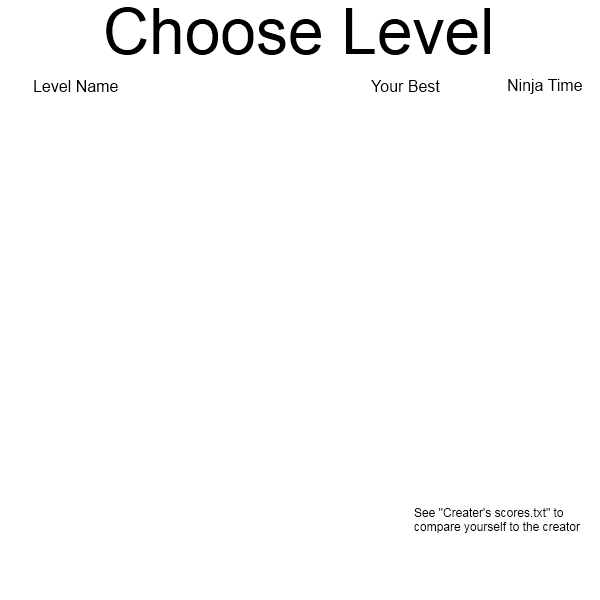 Choose Level
Level Name Your Best Ninja Time
See "Creater's scores.txt" to
compare yourself to the creator